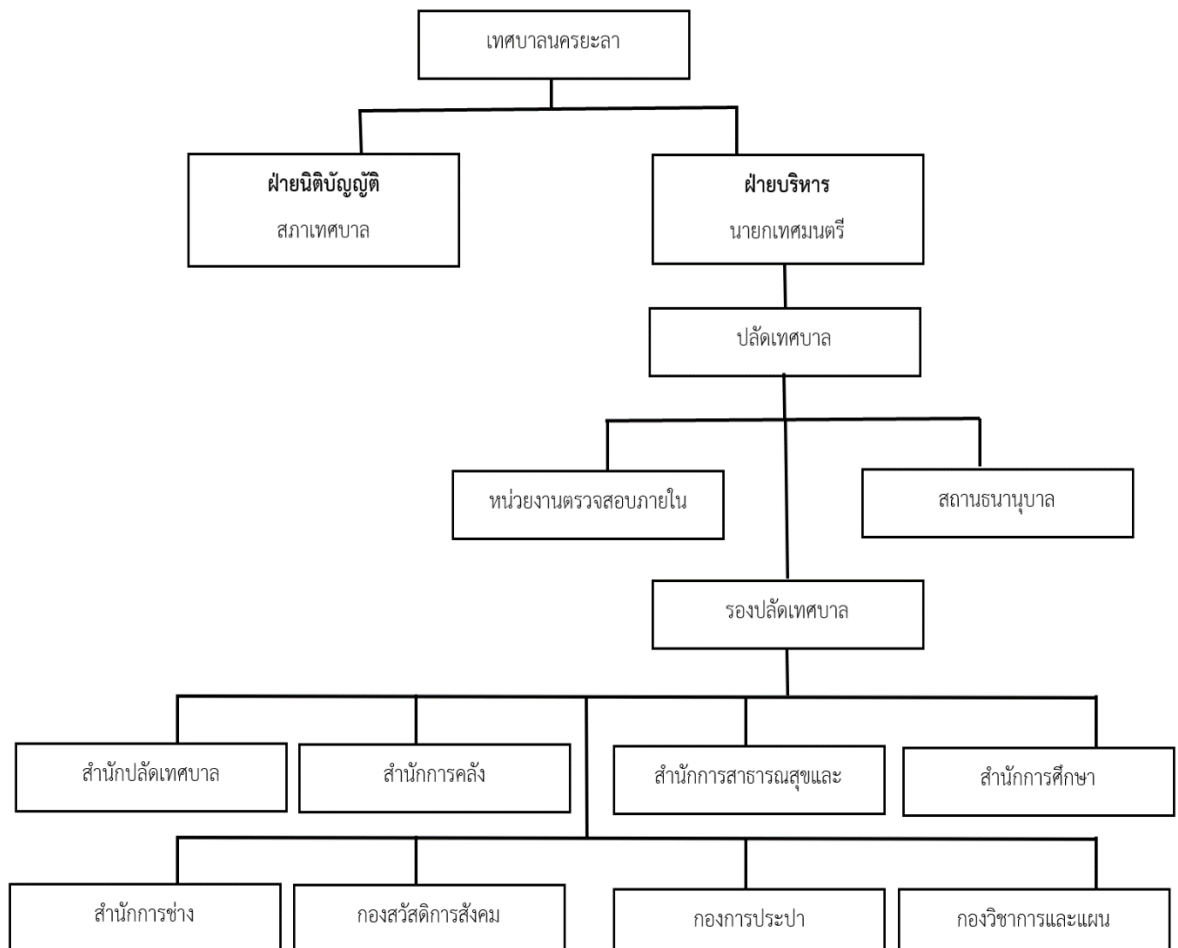 เทศบาลนครยะลา
ฝ่ายนิติบัญญัติ
สภาเทศบาล
ฝ่ายบริหาร
นายกเทศมนตรี
ปลัดเทศบาล
หน่วยงานตรวจสอบภายใน
สถานธนานุบาล
รองปลัดเทศบาล
สำนักปลัดเทศบาล
สำนักการคลัง
สำนักการสาธารณสุขและ
สำนักการศึกษา
สำนักการช่าง
กองสวัสดิการสังคม
กองการประปา
กองวิชาการและแผน